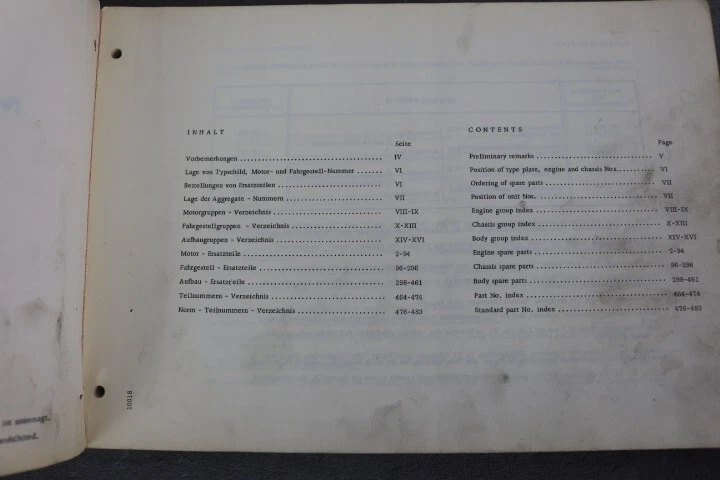 INHALT
Seite
Vorbemerkungen .......... IV
Lage von Typschild, Motor- und Fahrgestell-Nummer .......... VI
Bestellungen von Ersatzteilen .......... VI
Lage der Aggregate - Nummern .......... VII
Motorgruppen - Verzeichnis .......... VIII-IX
Fahrgestellgruppen - Verzeichnis .......... X-XIII
Aufbaugruppen - Verzeichnis .......... XIV-XVI
Motor - Ersatzteile .......... 2-94
Fahrgestell - Ersatzteile .......... 96-296
Aufbau - Ersatzteile .......... 298-461
Teilnummern - Verzeichnis .......... 464-474
Norm - Teilnummern - Verzeichnis .......... 476-483
CONTENTS
Page
Preliminary remarks .......... V
Position of type plate, engine and chassis Nos. .......... VI
Ordering of spare parts .......... VII
Position of unit Nos. .......... VII
Engine group index .......... VIII-IX
Chassis group index .......... X-XIII
Body group index .......... XIV-XVI
Engine spare parts .......... 2-94
Chassis spare parts .......... 96-296
Body spare parts .......... 298-461
Part No. index .......... 464-474
Standard part No. index .......... 476-483
10018
ist untersagt.
prohibited.